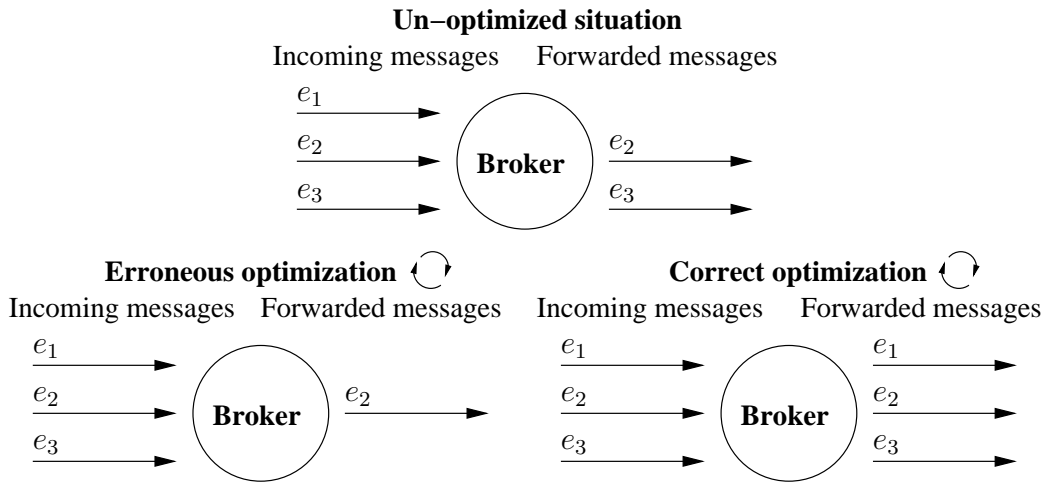 Un−optimized situation
Incoming messages Forwarded messages
e1
e2 Broker e2
e3 e3
Erroneous optimization
Incoming messages Forwarded messages
e1
e2 Broker e2
e3
Correct optimization
Incoming messages Forwarded messages
e1 e1
e2 Broker e2
e3 e3